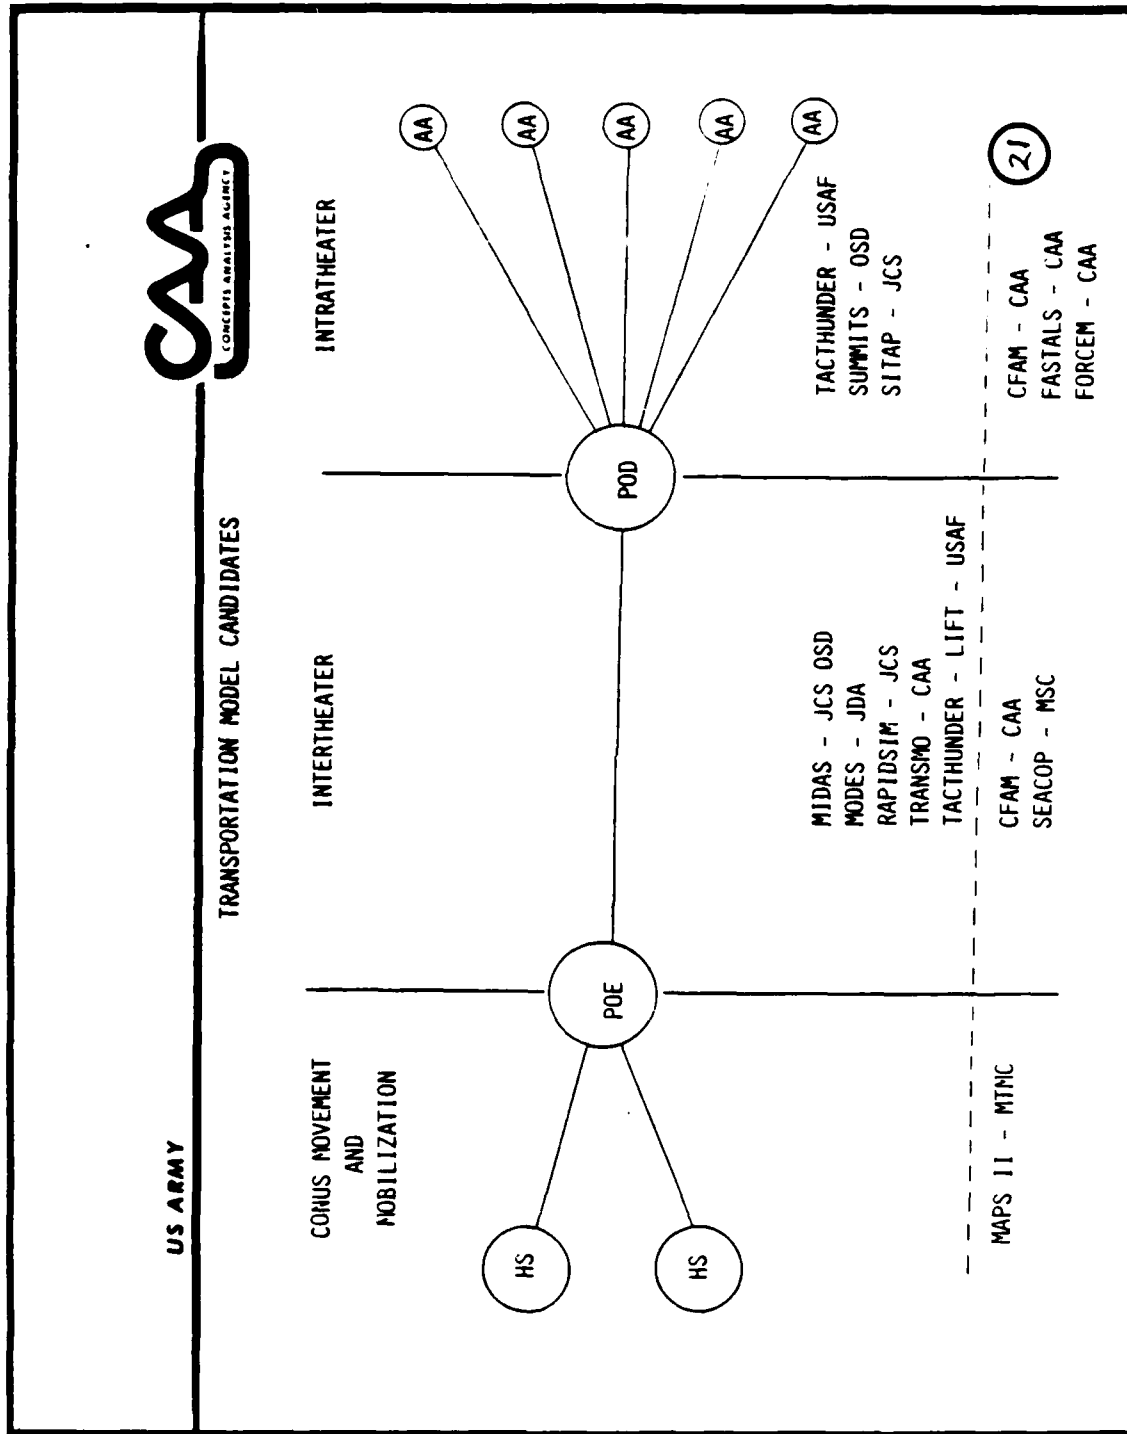 US ARMY
CAA
CONCEPTS ANALYSIS AGENCY
TRANSPORTATION MODEL CANDIDATES
CONUS MOVEMENT
AND
MOBILIZATION
INTERTHEATER
INTRATHEATER
HS
HS
POE
POD
AA
AA
AA
AA
AA
MIDAS - JCS OSD
MODES - JDA
RAPIDSIM - JCS
TRANSMO - CAA
TACTHUNDER - LIFT - USAF
TACTHUNDER - USAF
SUMMITS - OSD
SITAP - JCS
MAPS II - MTMC
CFAM - CAA
SEACOP - MSC
CFAM - CAA
FASTALS - CAA
FORCEM - CAA
21